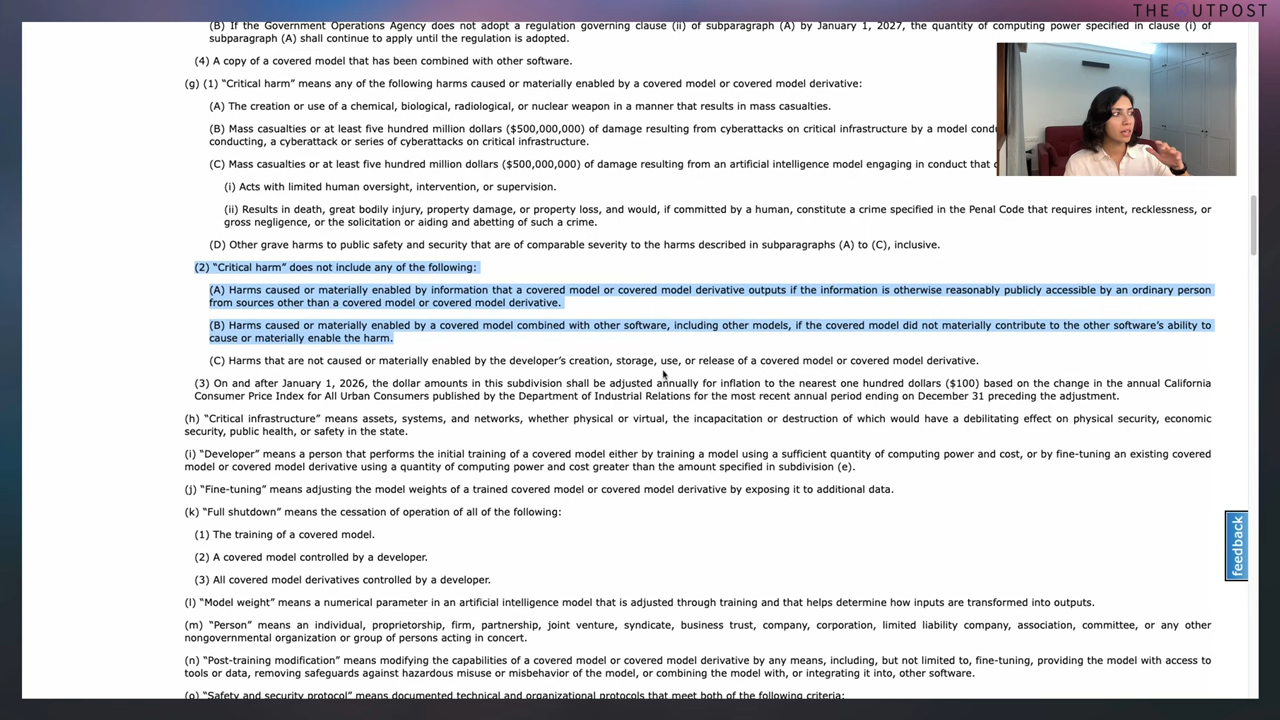 THE OUTPOST
(B) If the Government Operations Agency does not adopt a regulation governing clause (ii) of subparagraph (A) by January 1, 2027, the quantity of computing power specified in clause (i) of
subparagraph (A) shall continue to apply until the regulation is adopted.
(4) A copy of a covered model that has been combined with other software.
(g) (1) “Critical harm” means any of the following harms caused or materially enabled by a covered model or covered model derivative:
(A) The creation or use of a chemical, biological, radiological, or nuclear weapon in a manner that results in mass casualties.
(B) Mass casualties or at least five hundred million dollars ($500,000,000) of damage resulting from cyberattacks on critical infrastructure by a model
conducting, a cyberattack or series of cyberattacks on critical infrastructure.
(C) Mass casualties or at least five hundred million dollars ($500,000,000) of damage resulting from an artificial intelligence model engaging in conduct that
(i) Acts with limited human oversight, intervention, or supervision.
(ii) Results in death, great bodily injury, property damage, or property loss, and would, if committed by a human, constitute a crime specified in the Penal Code that requires intent, recklessness, or
gross negligence, or the solicitation or aiding and abetting of such a crime.
(D) Other grave harms to public safety and security that are of comparable severity to the harms described in subparagraphs (A) to (C), inclusive.
(2) “Critical harm” does not include any of the following:
(A) Harms caused or materially enabled by information that a covered model or covered model derivative outputs if the information is otherwise reasonably publicly accessible by an ordinary person
from sources other than a covered model or covered model derivative.
(B) Harms caused or materially enabled by a covered model combined with other software, including other models, if the covered model did not materially contribute to the other software’s ability to
cause or materially enable the harm.
(C) Harms that are not caused or materially enabled by the developer’s creation, storage, use, or release of a covered model or covered model derivative.
(3) On and after January 1, 2026, the dollar amounts in this subdivision shall be adjusted annually for inflation to the nearest one hundred dollars ($100) based on the change in the annual California
Consumer Price Index for All Urban Consumers published by the Department of Industrial Relations for the most recent annual period ending on December 31 preceding the adjustment.
(h) “Critical infrastructure” means assets, systems, and networks, whether physical or virtual, the incapacitation or destruction of which would have a debilitating effect on physical security, economic
security, public health, or safety in the state.
(i) “Developer” means a person that performs the initial training of a covered model either by training a model using a sufficient quantity of computing power and cost, or by fine-tuning an existing covered
model or covered model derivative using a quantity of computing power and cost greater than the amount specified in subdivision (e).
(j) “Fine-tuning” means adjusting the model weights of a trained covered model or covered model derivative by exposing it to additional data.
(k) “Full shutdown” means the cessation of operation of all of the following:
(1) The training of a covered model.
(2) A covered model controlled by a developer.
(3) All covered model derivatives controlled by a developer.
feedback
(l) “Model weight” means a numerical parameter in an artificial intelligence model that is adjusted through training and that helps determine how inputs are transformed into outputs.
(m) “Person” means an individual, proprietorship, firm, partnership, joint venture, syndicate, business trust, company, corporation, limited liability company, association, committee, or any other
nongovernmental organization or group of persons acting in concert.
(n) “Post-training modification” means modifying the capabilities of a covered model or covered model derivative by any means, including, but not limited to, fine-tuning, providing the model with access to
tools or data, removing safeguards against hazardous misuse or misbehavior of the model, or combining the model with, or integrating it into, other software.
(o) “Safety and security protocol” means documented technical and organizational protocols that meet both of the following criteria: